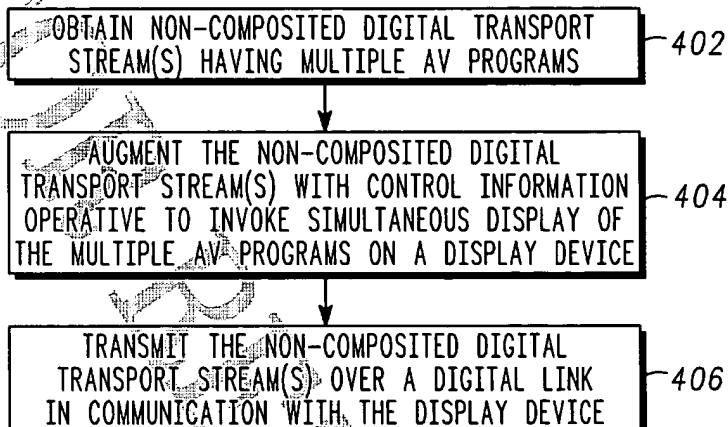 OBTAIN NON-COMPOSITED DIGITAL TRANSPORT
STREAM(S) HAVING MULTIPLE AV PROGRAMS
402
AUGMENT THE NON-COMPOSITED DIGITAL
TRANSPORT STREAM(S) WITH CONTROL INFORMATION
OPERATIVE TO INVOKE SIMULTANEOUS DISPLAY OF
THE MULTIPLE AV PROGRAMS ON A DISPLAY DEVICE
404
TRANSMIT THE NON-COMPOSITED DIGITAL
TRANSPORT STREAM(S) OVER A DIGITAL LINK
IN COMMUNICATION WITH THE DISPLAY DEVICE
406